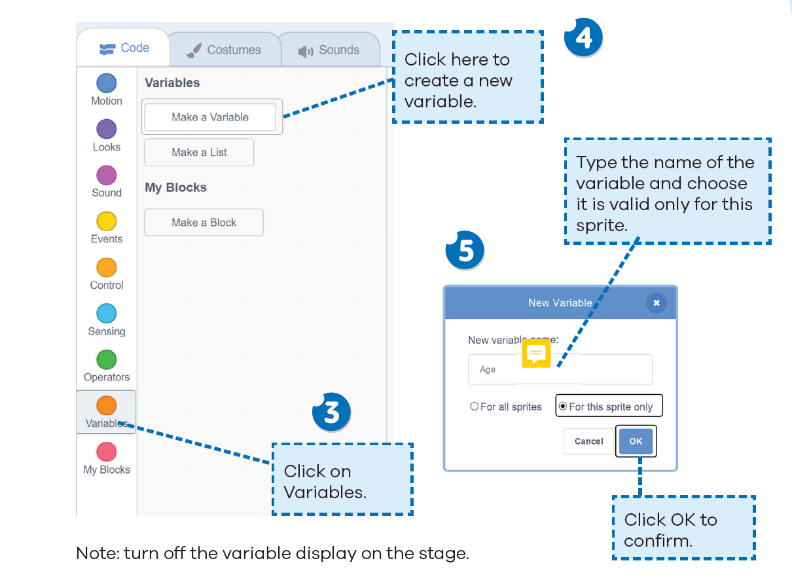 4
Code
Costumes
Sounds
Click here to
create a new
variable.
Motion
Looks
Sound
Events
Control
Sensing
Operators
Variables
My Blocks
Variables
Make a Variable
Make a List
My Blocks
Make a Block
Type the name of the
variable and choose
it is valid only for this
sprite.
5
New Variable
New variable name:
Age
For all sprites
For this sprite only
Cancel
OK
3
Click on
Variables.
Click OK to
confirm.
Note: turn off the variable display on the stage.